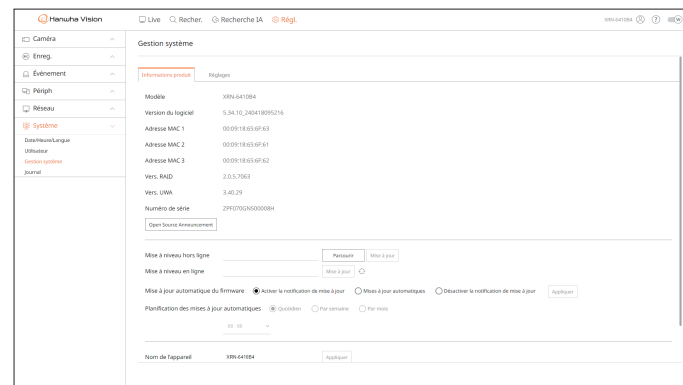 Hanwha Vision
Live Recher. Recherche IA Régl.
XRN-6410B4
Caméra
Enreg.
Événement
Périph
Réseau
Système
Date/Heure/Langue
Utilisateur
Gestion système
Journal
Gestion système
Informations produit Réglages
Modèle XRN-6410B4
Version du logiciel 5.34.10_240418095216
Adresse MAC 1 00:09:18:65:6F:63
Adresse MAC 2 00:09:18:65:6F:61
Adresse MAC 3 00:09:18:65:6F:62
Vers. RAID 2.0.5.7063
Vers. UWA 3.40.29
Numéro de série ZPF070GNS00008H
Open Source Announcement
Mise à niveau hors ligne Parcourir Mise à jour
Mise à niveau en ligne Mise à jour
Mise à jour automatique du firmware Activer la notification de mise à jour Mises à jour automatiques Désactiver la notification de mise à jour Appliquer
Planification des mises à jour automatiques Quotidien Par semaine Par mois
Nom de l'appareil XRN-6410B4 Appliquer